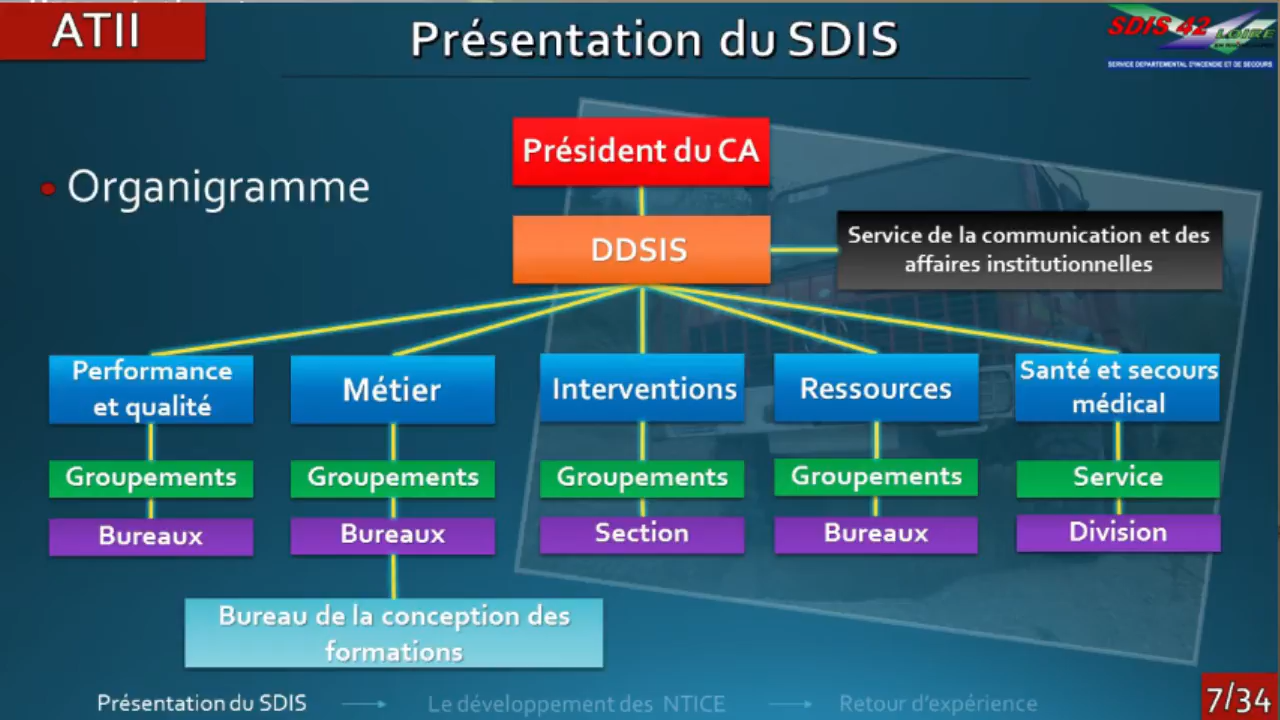 ATII
Présentation du SDIS
SDIS 42
LOIRE
SERVICE DEPARTEMENTAL D'INCENDIE ET DE SECOURS
Président du CA
• Organigramme
DDSIS
Service de la communication et des
affaires institutionnelles
Performance
et qualité
Métier
Interventions
Ressources
Santé et secours
médical
Groupements
Groupements
Groupements
Groupements
Service
Bureaux
Bureaux
Section
Bureaux
Division
Bureau de la conception des
formations
Présentation du SDIS
Le développement des NTICE
Retour d'expérience
7/34